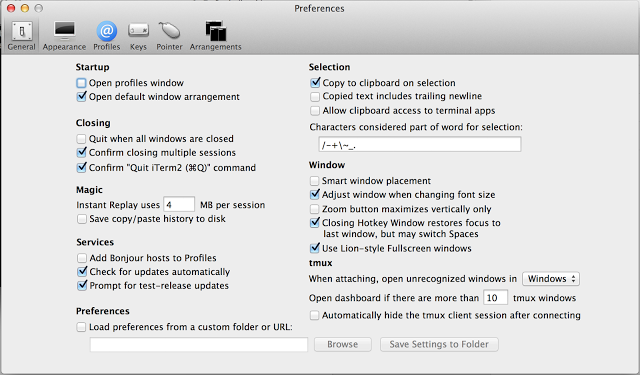 Preferences
General Appearance Profiles Keys Pointer Arrangements
Startup
Open profiles window
Open default window arrangement
Closing
Quit when all windows are closed
Confirm closing multiple sessions
Confirm "Quit iTerm2 (⌘Q)" command
Magic
Instant Replay uses 4 MB per session
Save copy/paste history to disk
Services
Add Bonjour hosts to Profiles
Check for updates automatically
Prompt for test-release updates
Preferences
Load preferences from a custom folder or URL:
Browse Save Settings to Folder
Selection
Copy to clipboard on selection
Copied text includes trailing newline
Allow clipboard access to terminal apps
Characters considered part of word for selection:
/-+\~_.
Window
Smart window placement
Adjust window when changing font size
Zoom button maximizes vertically only
Closing Hotkey Window restores focus to
last window, but may switch Spaces
Use Lion-style Fullscreen windows
tmux
When attaching, open unrecognized windows in Windows
Open dashboard if there are more than 10 tmux windows
Automatically hide the tmux client session after connecting